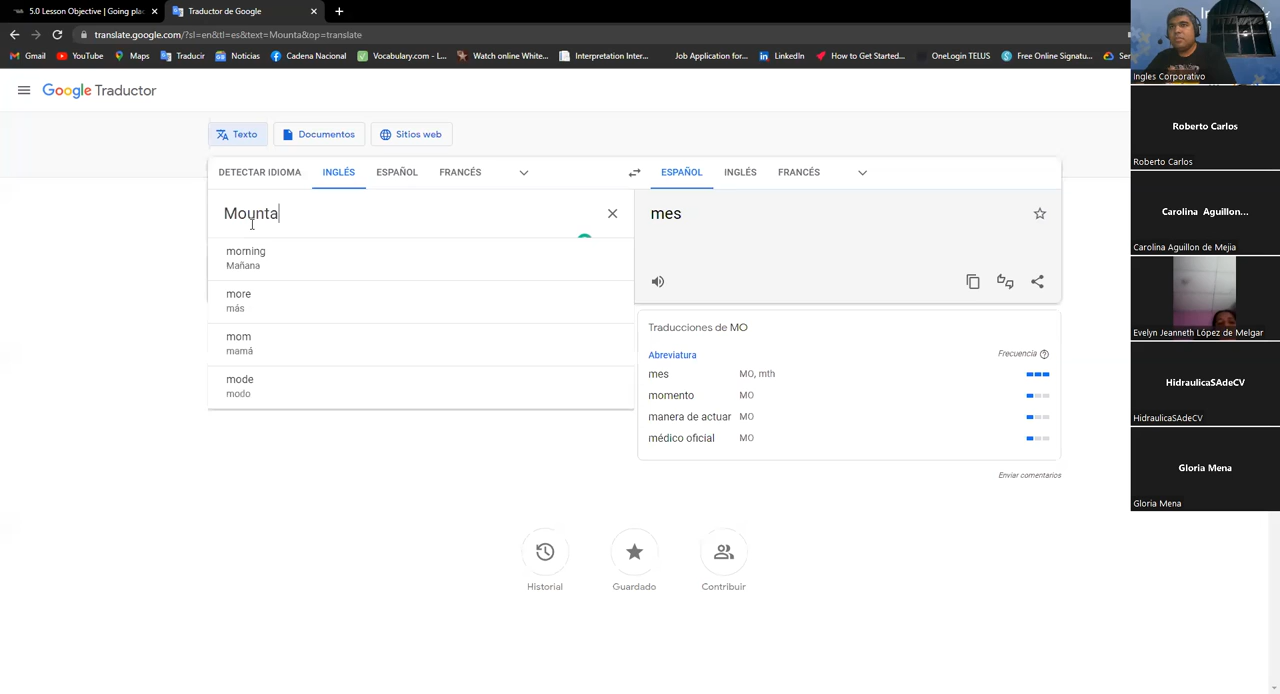 5.0 Lesson Objective | Going pla
Traductor de Google
translate.google.com/?sl=en&tl=es&text=Mounta&op=translate
Gmail YouTube Maps Traducir Noticias Cadena Nacional Vocabulary.com - L... Watch online White... Interpretation Inter... Job Application for... LinkedIn How to Get Started... OneLogin TELUS Free Online Signatu... Ser
Google Traductor
Texto Documentos Sitios web
DETECTAR IDIOMA INGLÉS ESPAÑOL FRANCÉS
ESPAÑOL INGLÉS FRANCÉS
Mounta
mes
morning
Mañana
more
más
mom
mamá
mode
modo
Traducciones de MO
Abreviatura Frecuencia
mes MO, mth
momento MO
manera de actuar MO
médico oficial MO
Enviar comentarios
Historial Guardado Contribuir
Ingles Corporativo
Roberto Carlos
Roberto Carlos
Carolina Aguillon...
Carolina Aguillon de Mejia
Evelyn Jeanneth López de Melgar
HidraulicaSAdeCV
HidraulicaSAdeCV
Gloria Mena
Gloria Mena